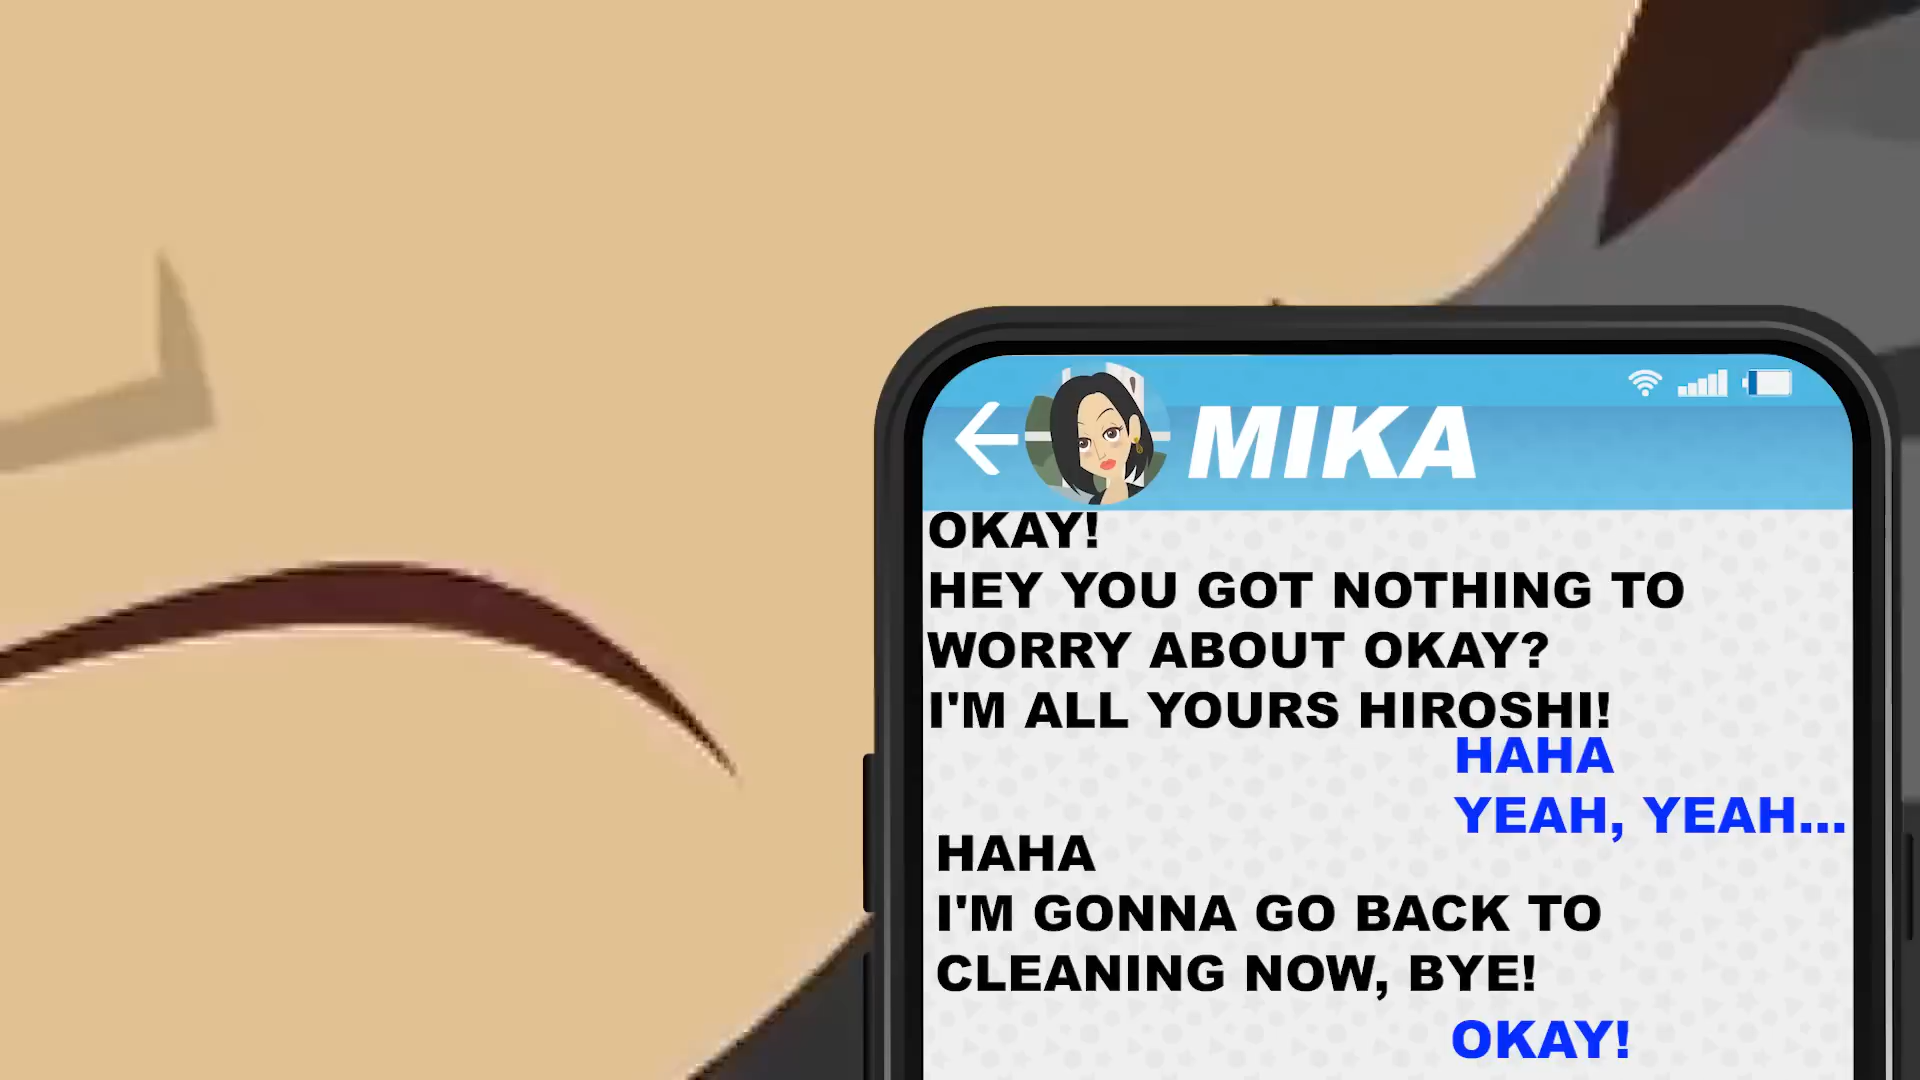 MIKA
OKAY!
HEY YOU GOT NOTHING TO
WORRY ABOUT OKAY?
I'M ALL YOURS HIROSHI!
HAHA
YEAH, YEAH...
HAHA
I'M GONNA GO BACK TO
CLEANING NOW, BYE!
OKAY!